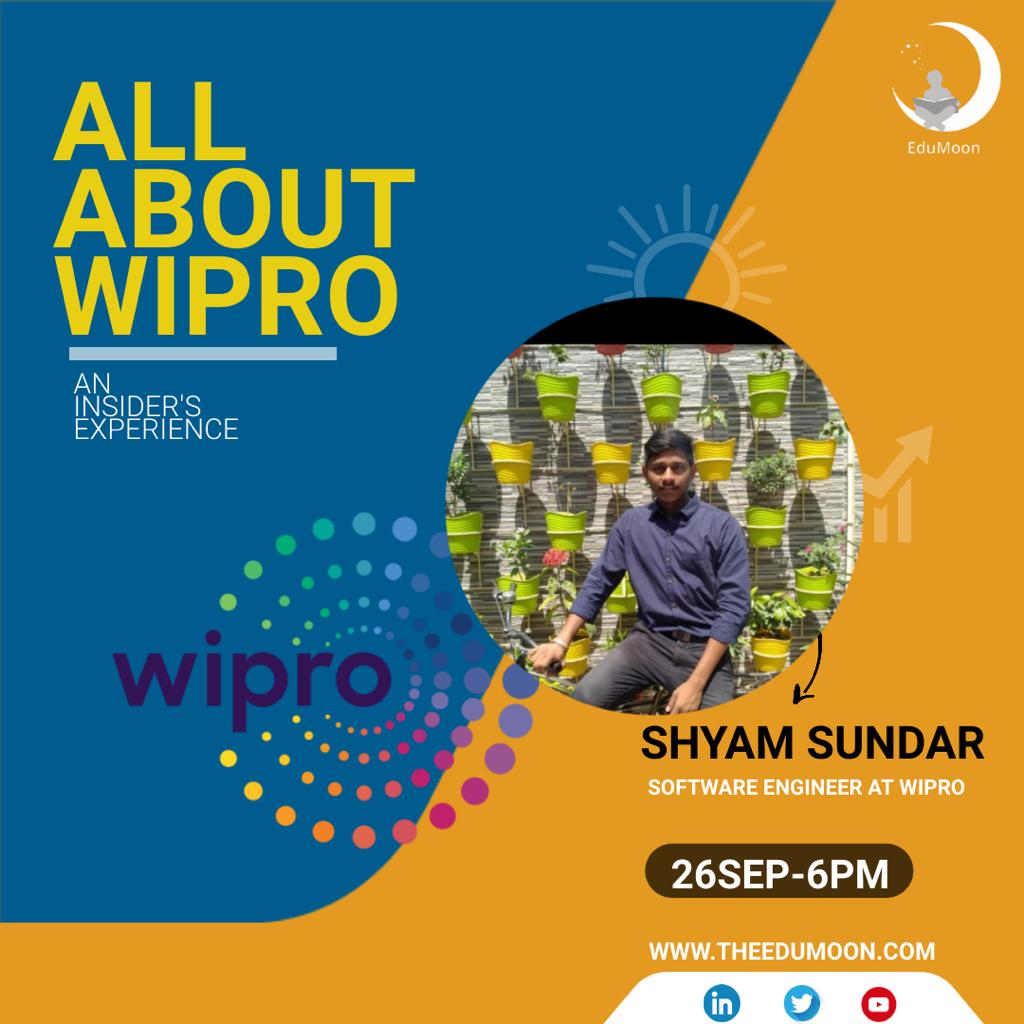 ALL
ABOUT
WIPRO
AN
INSIDER'S
EXPERIENCE
EduMoon
wipro
SHYAM SUNDAR
SOFTWARE ENGINEER AT WIPRO
26SEP-6PM
WWW.THEEDUMOON.COM
in